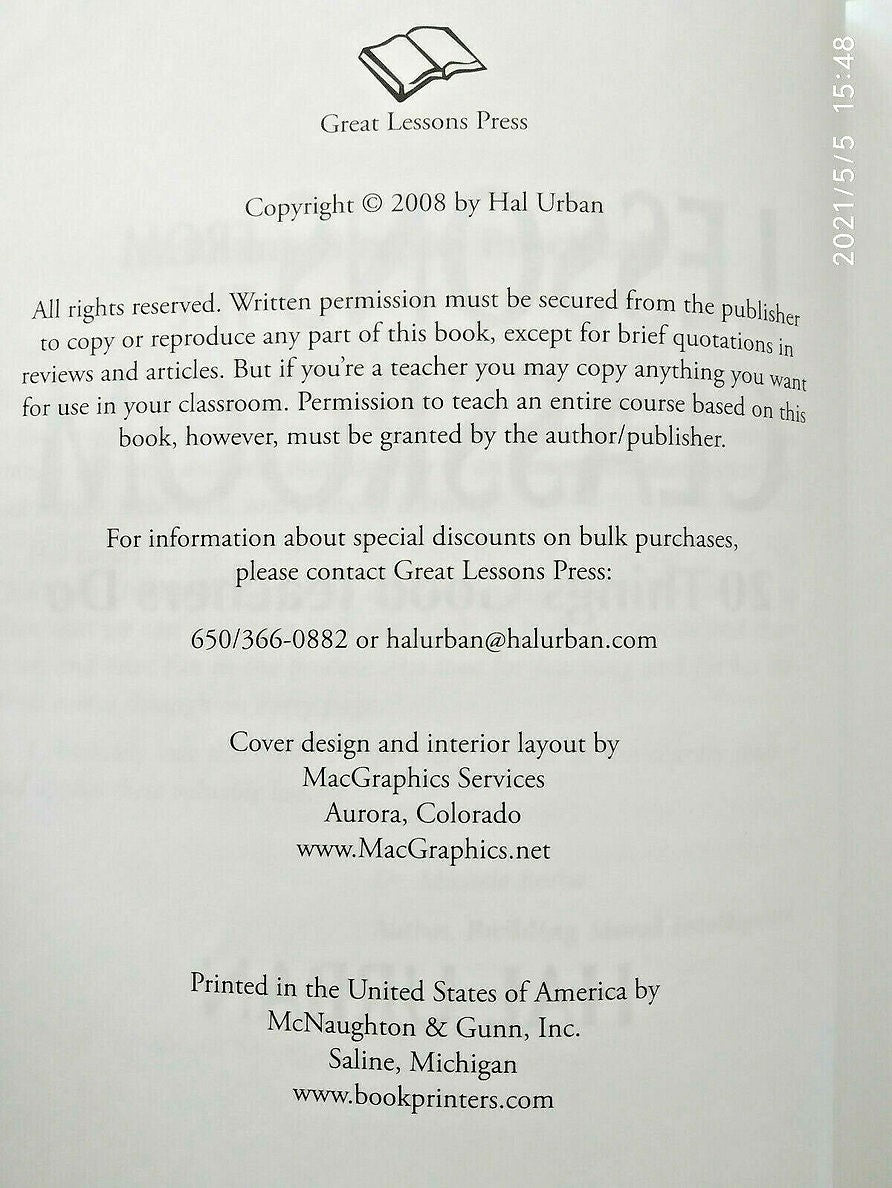 Great Lessons Press
Copyright © 2008 by Hal Urban
All rights reserved. Written permission must be secured from the publisher
to copy or reproduce any part of this book, except for brief quotations in
reviews and articles. But if you're a teacher you may copy anything you want
for use in your classroom. Permission to teach an entire course based on this
book, however, must be granted by the author/publisher.
For information about special discounts on bulk purchases,
please contact Great Lessons Press:
650/366-0882 or halurban@halurban.com
Cover design and interior layout by
MacGraphics Services
Aurora, Colorado
www.MacGraphics.net
Printed in the United States of America by
McNaughton & Gunn, Inc.
Saline, Michigan
www.bookprinters.com
2021/5/5 15:48